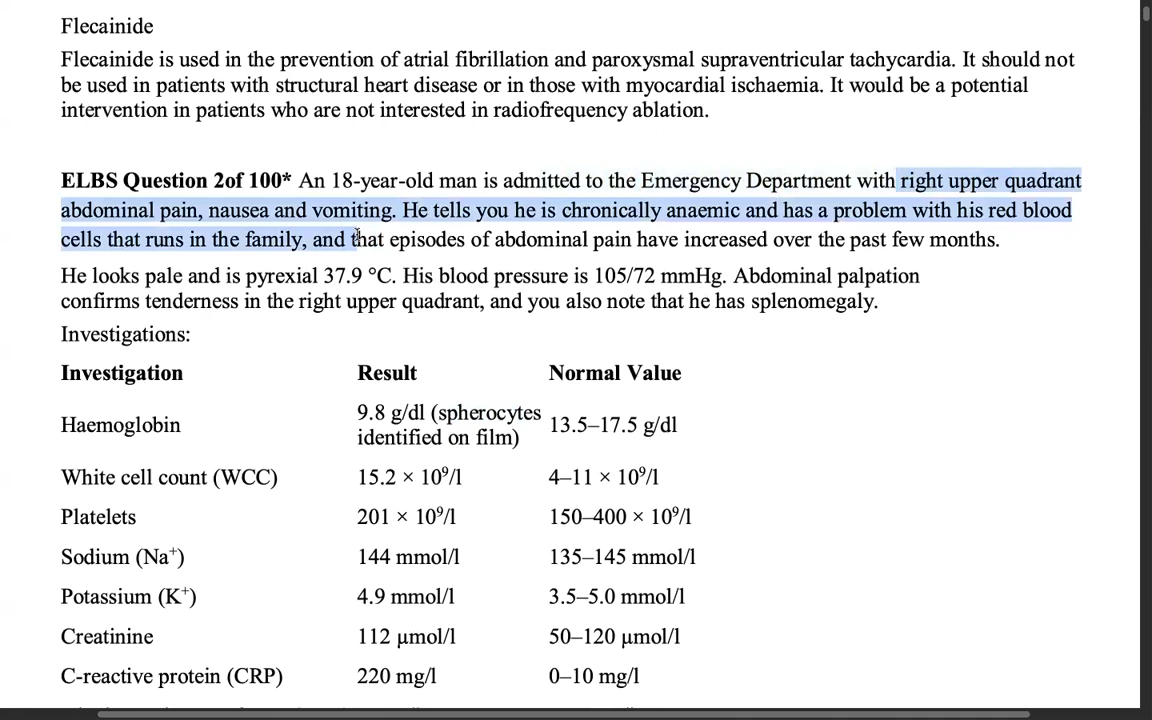 Flecainide
Flecainide is used in the prevention of atrial fibrillation and paroxysmal supraventricular tachycardia. It should not
be used in patients with structural heart disease or in those with myocardial ischaemia. It would be a potential
intervention in patients who are not interested in radiofrequency ablation.
ELBS Question 2of 100* An 18-year-old man is admitted to the Emergency Department with right upper quadrant
abdominal pain, nausea and vomiting. He tells you he is chronically anaemic and has a problem with his red blood
cells that runs in the family, and that episodes of abdominal pain have increased over the past few months.
He looks pale and is pyrexial 37.9 °C. His blood pressure is 105/72 mmHg. Abdominal palpation
confirms tenderness in the right upper quadrant, and you also note that he has splenomegaly.
Investigations:
Investigation Result Normal Value
Haemoglobin 9.8 g/dl (spherocytes identified on film) 13.5–17.5 g/dl
White cell count (WCC) 15.2 × 10⁹/l 4–11 × 10⁹/l
Platelets 201 × 10⁹/l 150–400 × 10⁹/l
Sodium (Na⁺) 144 mmol/l 135–145 mmol/l
Potassium (K⁺) 4.9 mmol/l 3.5–5.0 mmol/l
Creatinine 112 μmol/l 50–120 μmol/l
C-reactive protein (CRP) 220 mg/l 0–10 mg/l